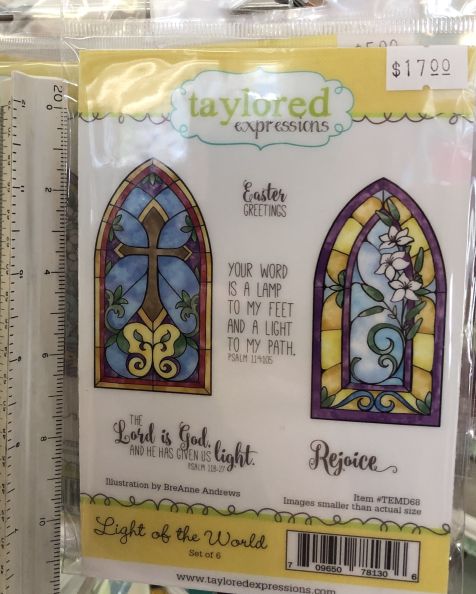 $17.00
taylored
expressions
Easter
GREETINGS
YOUR WORD
IS A LAMP
TO MY FEET
AND A LIGHT
TO MY PATH.
PSALM 119:105
THE
Lord is God,
AND HE HAS GIVEN US light.
PSALM 118:27
Rejoice
Illustration by BreAnne Andrews
Item #TEMD68
Images smaller than actual size
Light of the World
Set of 6
7 09650 78130 6
www.tayloredexpressions.com
20